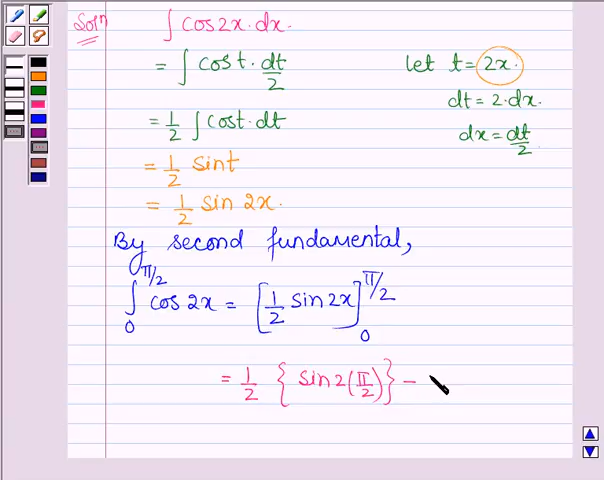 Soln ∫ cos2x·dx·
= ∫ cost· dt/2 let t = 2x·
dt = 2·dx·
= 1/2 ∫ cost·dt dx = dt/2
= 1/2 sint
= 1/2 sin 2x.
By second fundamental,
∫₀^π/2 cos 2x = [1/2 sin 2x]₀^π/2
= 1/2 { sin 2(π/2)} −